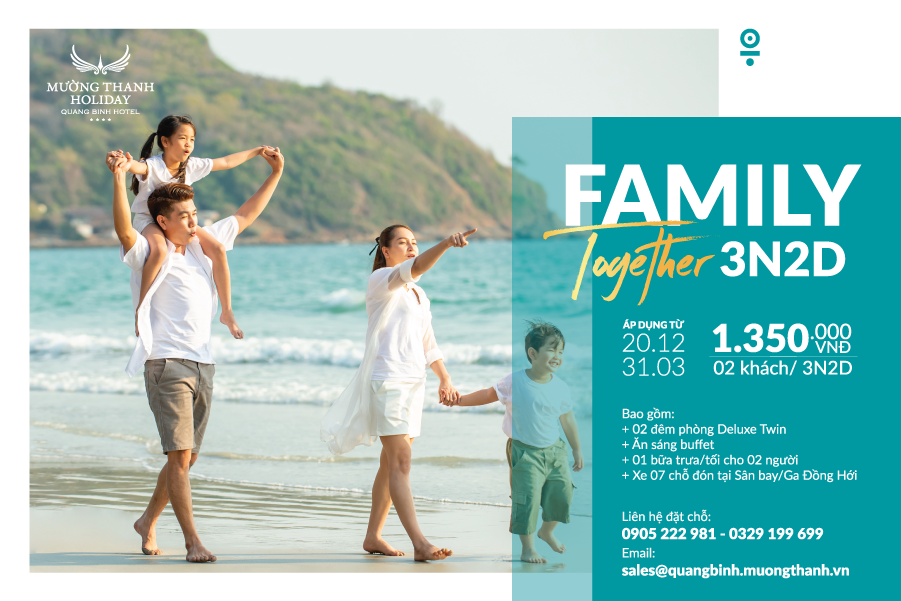 MƯỜNG THANH
HOLIDAY
QUANG BINH HOTEL
FAMILY
Together 3N2D
ÁP DỤNG TỪ
20.12
31.03
1.350.000
VNĐ
02 khách/ 3N2D
Bao gồm:
+ 02 đêm phòng Deluxe Twin
+ Ăn sáng buffet
+ 01 bữa trưa/tối cho 02 người
+ Xe 07 chỗ đón tại Sân bay/Ga Đồng Hới
Liên hệ đặt chỗ:
0905 222 981 - 0329 199 699
Email:
sales@quangbinh.muongthanh.vn